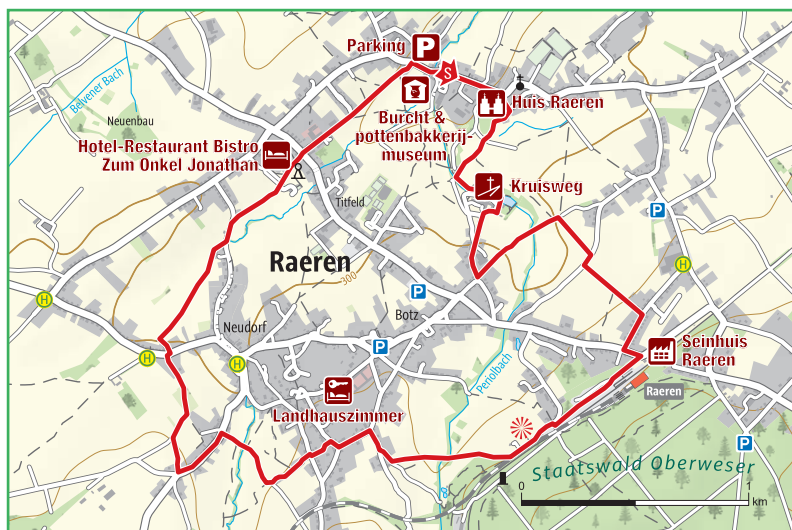 Parking
P
S
Belvener Bach
Neuenbau
Huis Raeren
Burcht &
pottenbakkerij-
museum
Hotel-Restaurant Bistro
Zum Onkel Jonathan
Kruisweg
Titfeld
P
Raeren
300
H
P
H
Botz
Neudorf
H
H
P
Seinhuis
Raeren
Periolbach
Raeren
Landhauszimmer
P
Staatswald Oberweser
0
1
km